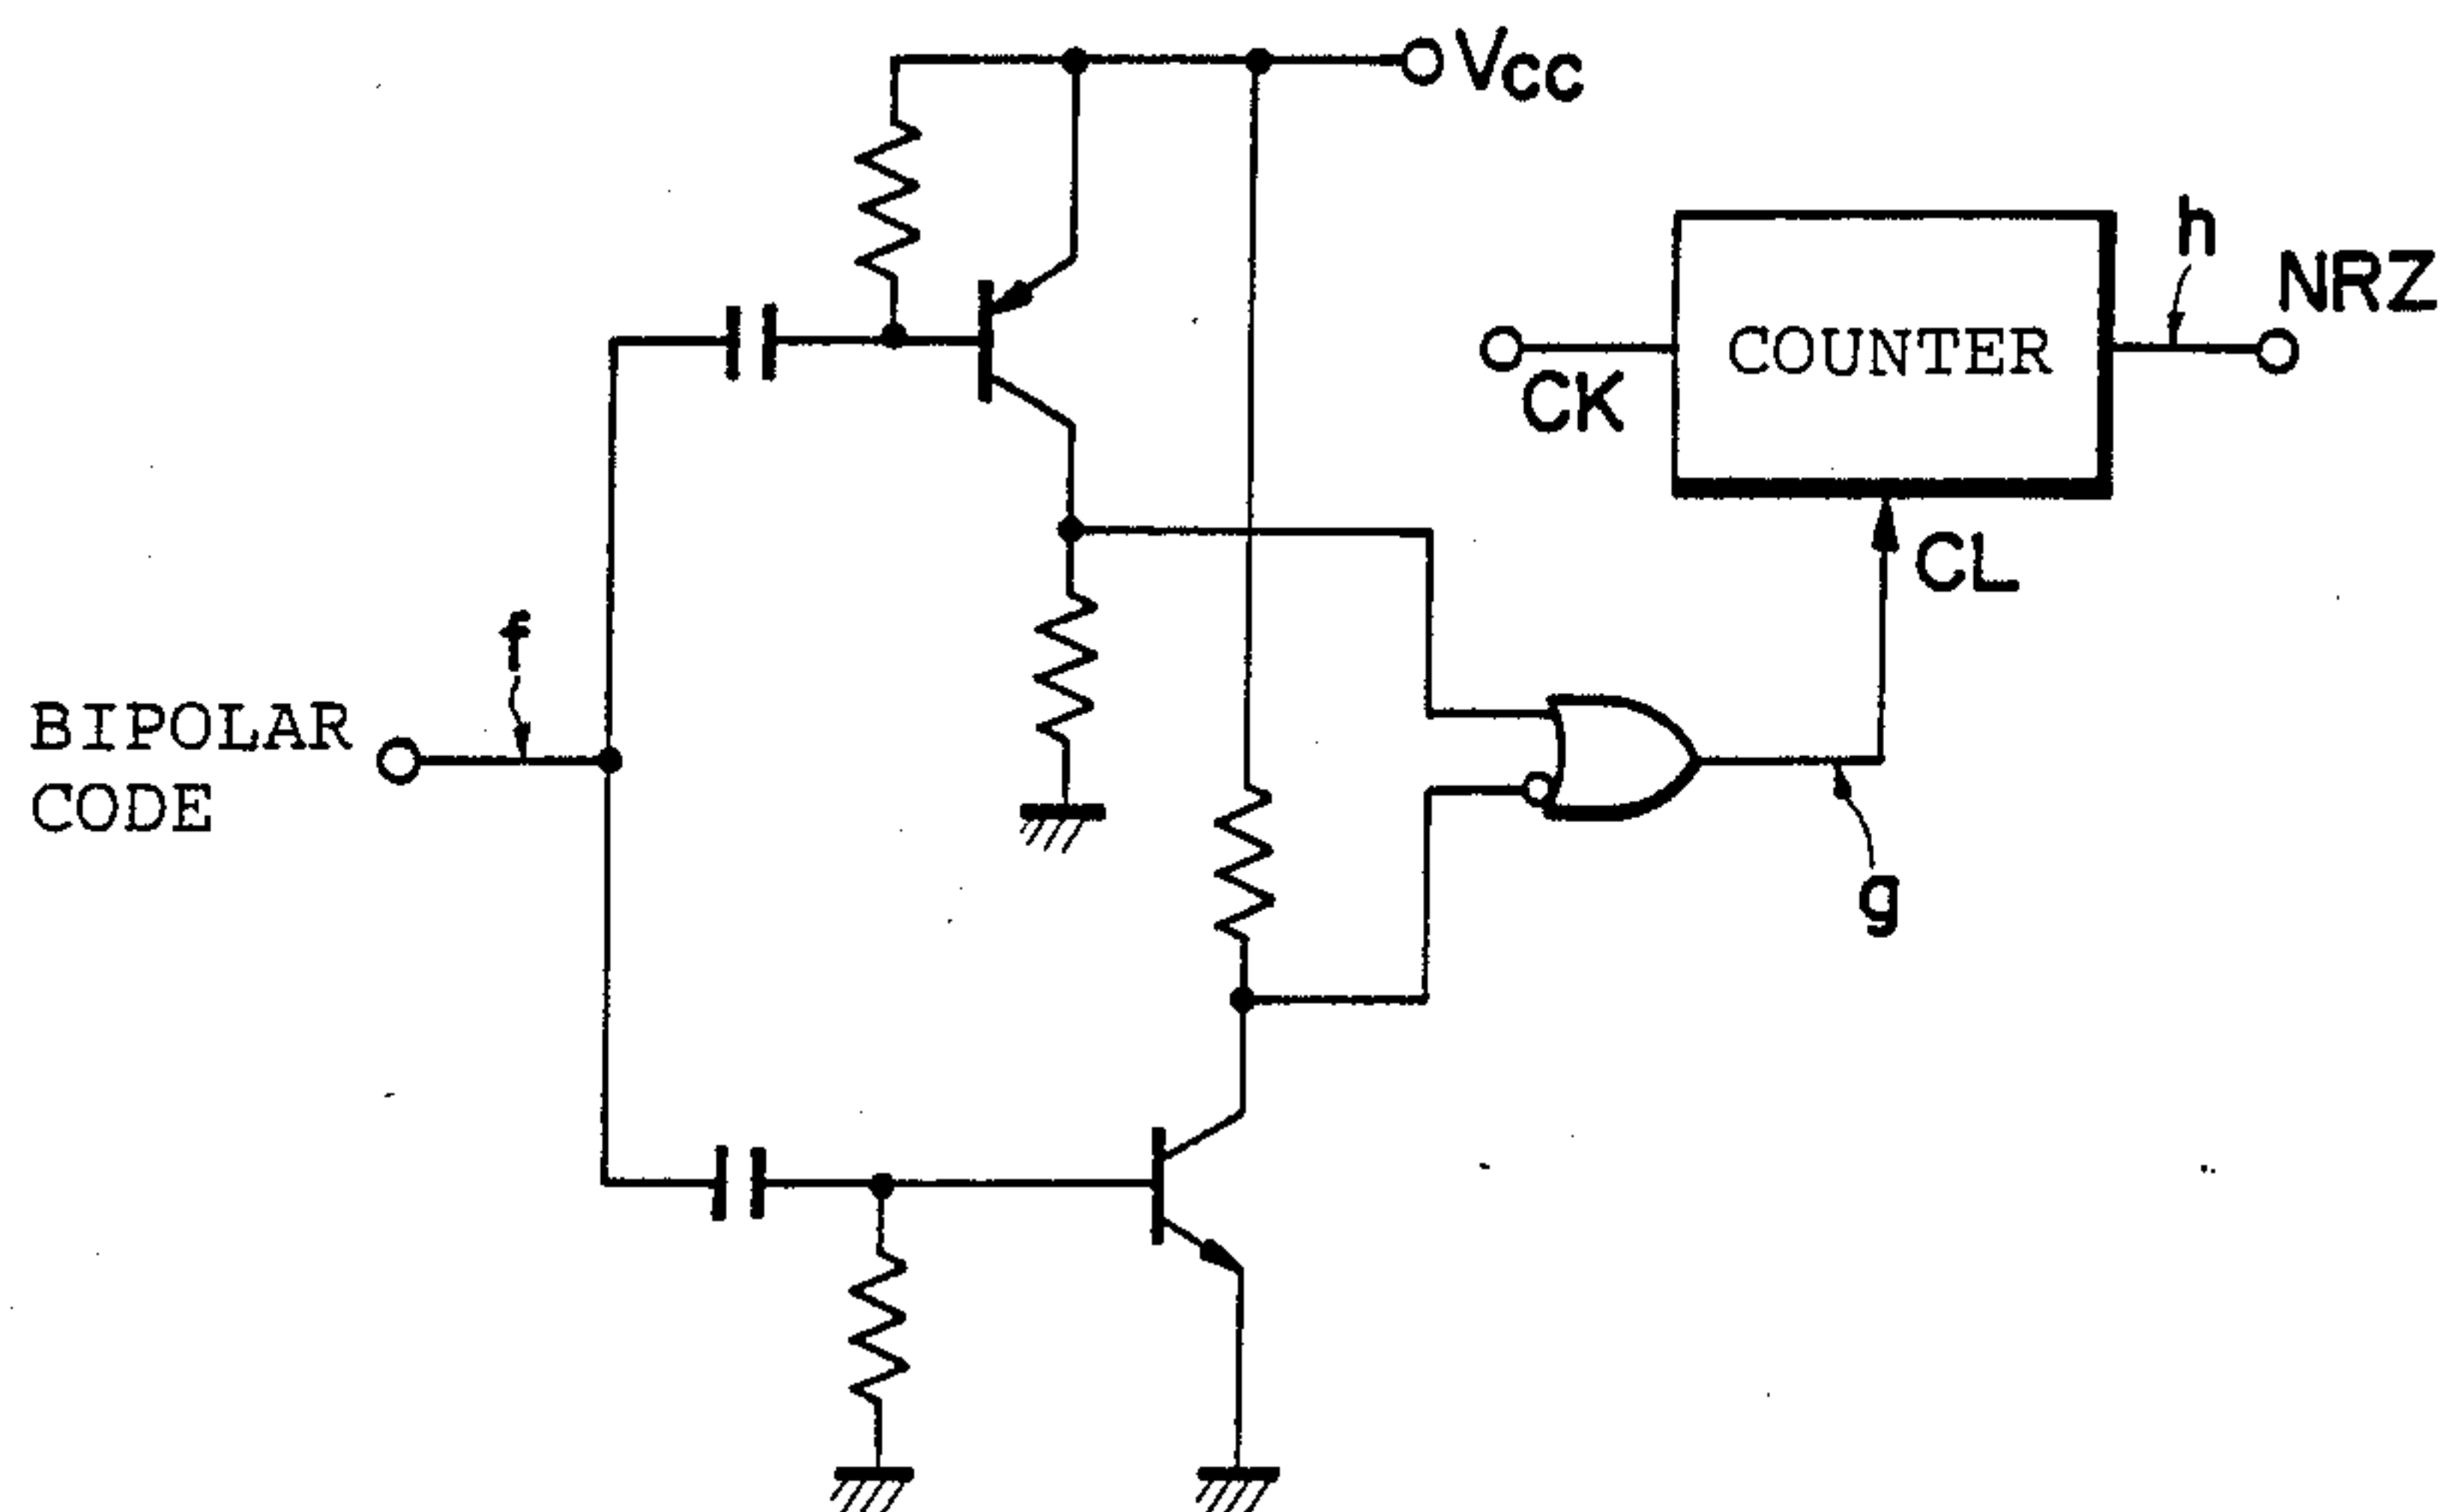 Vcc
h
NRZ
COUNTER
CK
CL
f
BIPOLAR
CODE
g